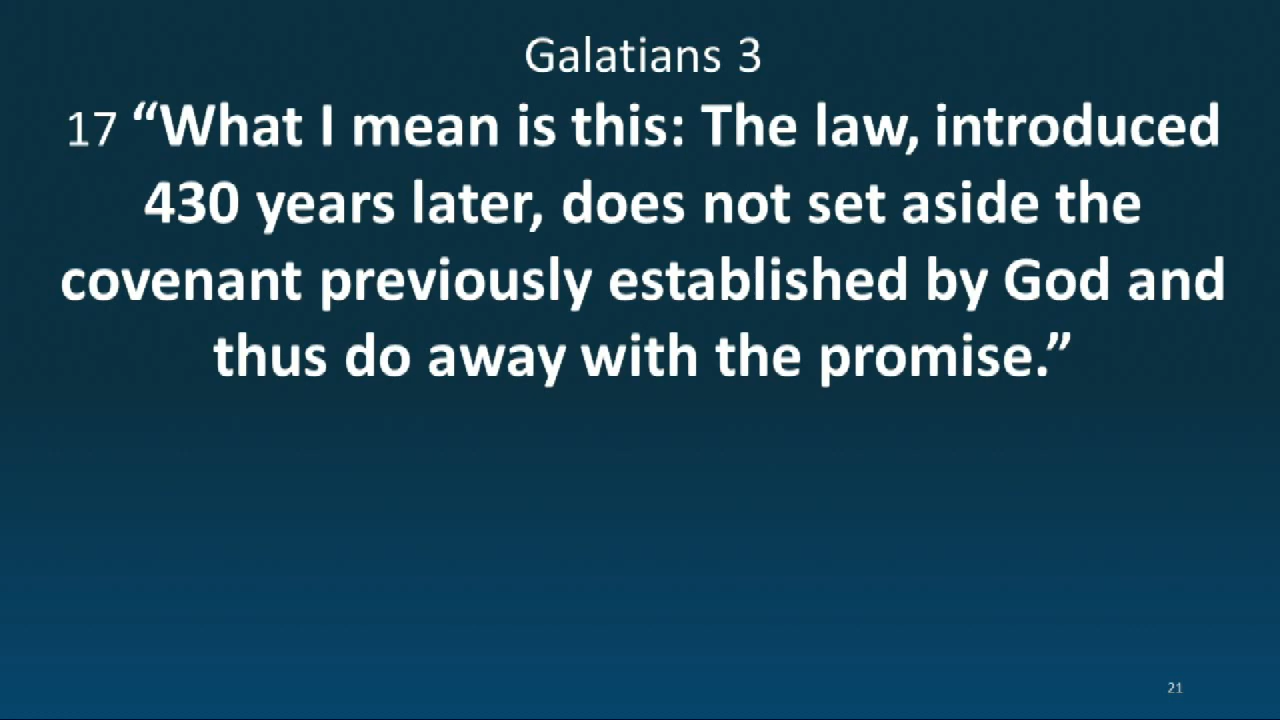 Galatians 3
17 “What I mean is this: The law, introduced
430 years later, does not set aside the
covenant previously established by God and
thus do away with the promise.”
21